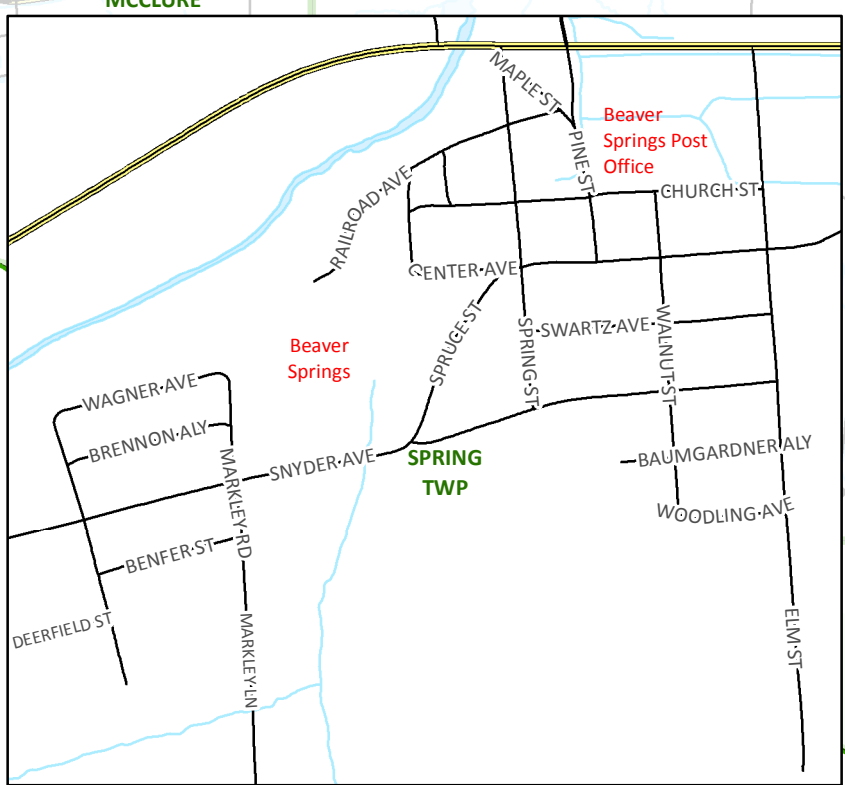 MCCLURE
MAPLE ST
Beaver
Springs Post
Office
PINE ST
RAILROAD AVE
CHURCH ST
CENTER AVE
SPRUCE ST
SPRING ST
SWARTZ AVE
WALNUT ST
Beaver
Springs
WAGNER AVE
BRENNON ALY
SNYDER AVE
SPRING
TWP
BAUMGARDNER ALY
MARKLEY RD
WOODLING AVE
BENFER ST
DEERFIELD ST
MARKLEY LN
ELM ST